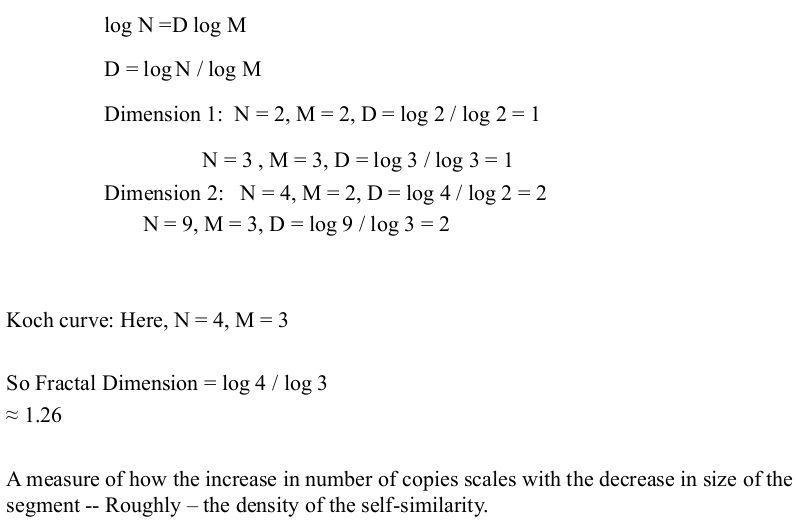 log N =D log M
D = log N / log M
Dimension 1: N = 2, M = 2, D = log 2 / log 2 = 1
N = 3 , M = 3, D = log 3 / log 3 = 1
Dimension 2: N = 4, M = 2, D = log 4 / log 2 = 2
N = 9, M = 3, D = log 9 / log 3 = 2
Koch curve: Here, N = 4, M = 3
So Fractal Dimension = log 4 / log 3
≈ 1.26
A measure of how the increase in number of copies scales with the decrease in size of the
segment -- Roughly – the density of the self-similarity.